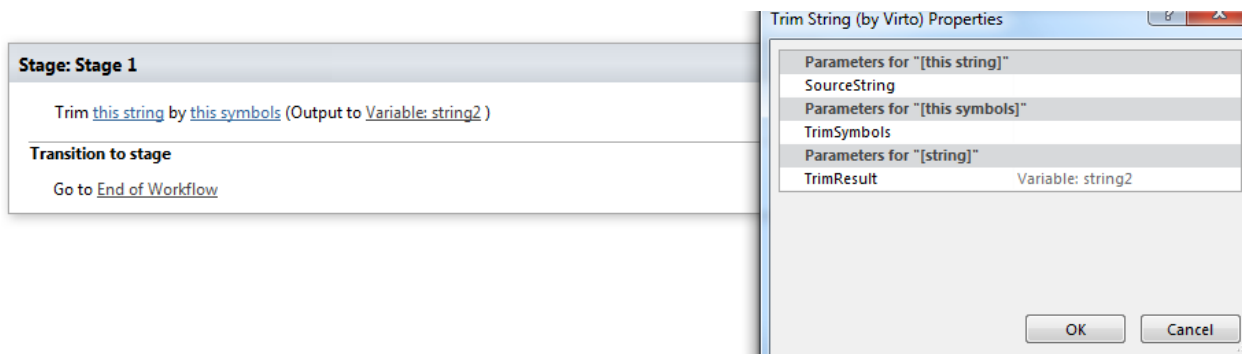 Stage: Stage 1
Trim this string by this symbols (Output to Variable: string2 )
Transition to stage
Go to End of Workflow
Trim String (by Virto) Properties
?
Parameters for "[this string]"
SourceString
Parameters for "[this symbols]"
TrimSymbols
Parameters for "[string]"
TrimResult Variable: string2
OK Cancel